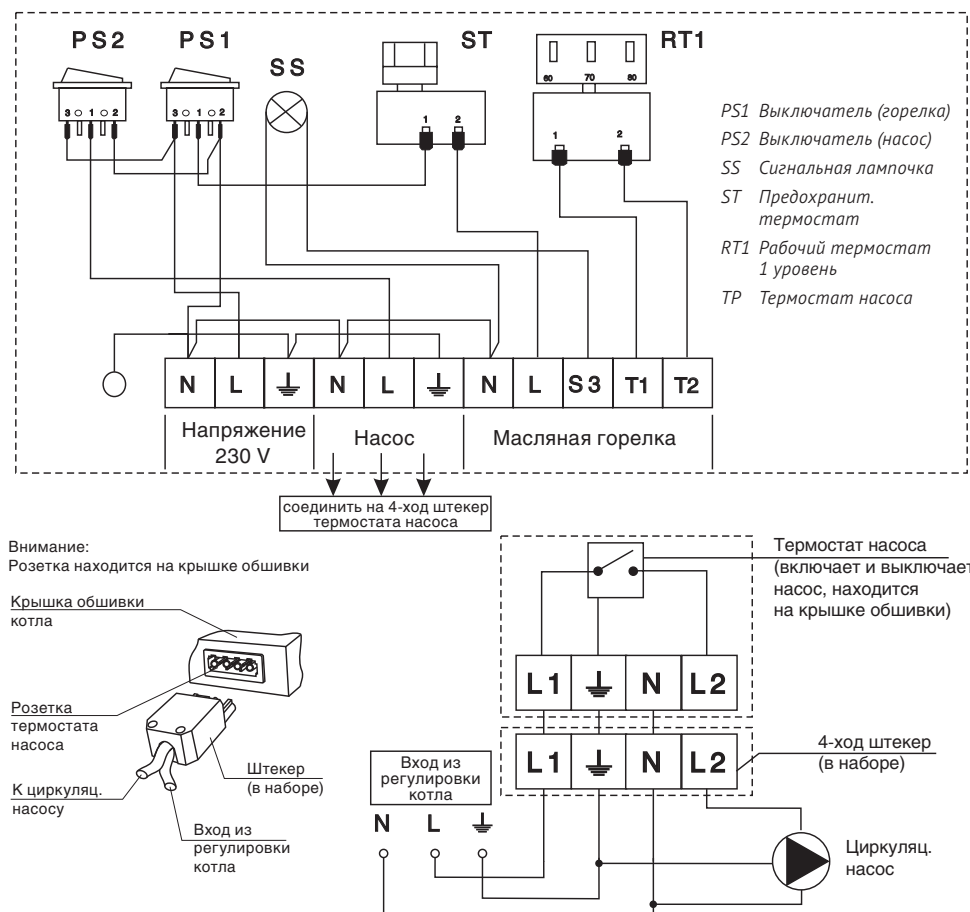 PS2
PS1
SS
ST
RT1
3 1 2
3 1 2
1 2
60 70 80
1 2
PS1 Выключатель (горелка)
PS2 Выключатель (насос)
SS Сигнальная лампочка
ST Предохранит.
термостат
RT1 Рабочий термостат
1 уровень
TP Термостат насоса
N L N L N L S3 T1 T2
Напряжение
230 V
Насос
Масляная горелка
соединить на 4-ход штекер
термостата насоса
Внимание:
Розетка находится на крышке обшивки
Крышка обшивки
котла
Розетка
термостата
насоса
К циркуляц.
насосу
Штекер
(в наборе)
Вход из
регулировки
котла
Термостат насоса
(включает и выключает
насос, находится
на крышке обшивки)
L1 N L2
L1 N L2
4-ход штекер
(в наборе)
Вход из
регулировки
котла
N L
Циркуляц.
насос